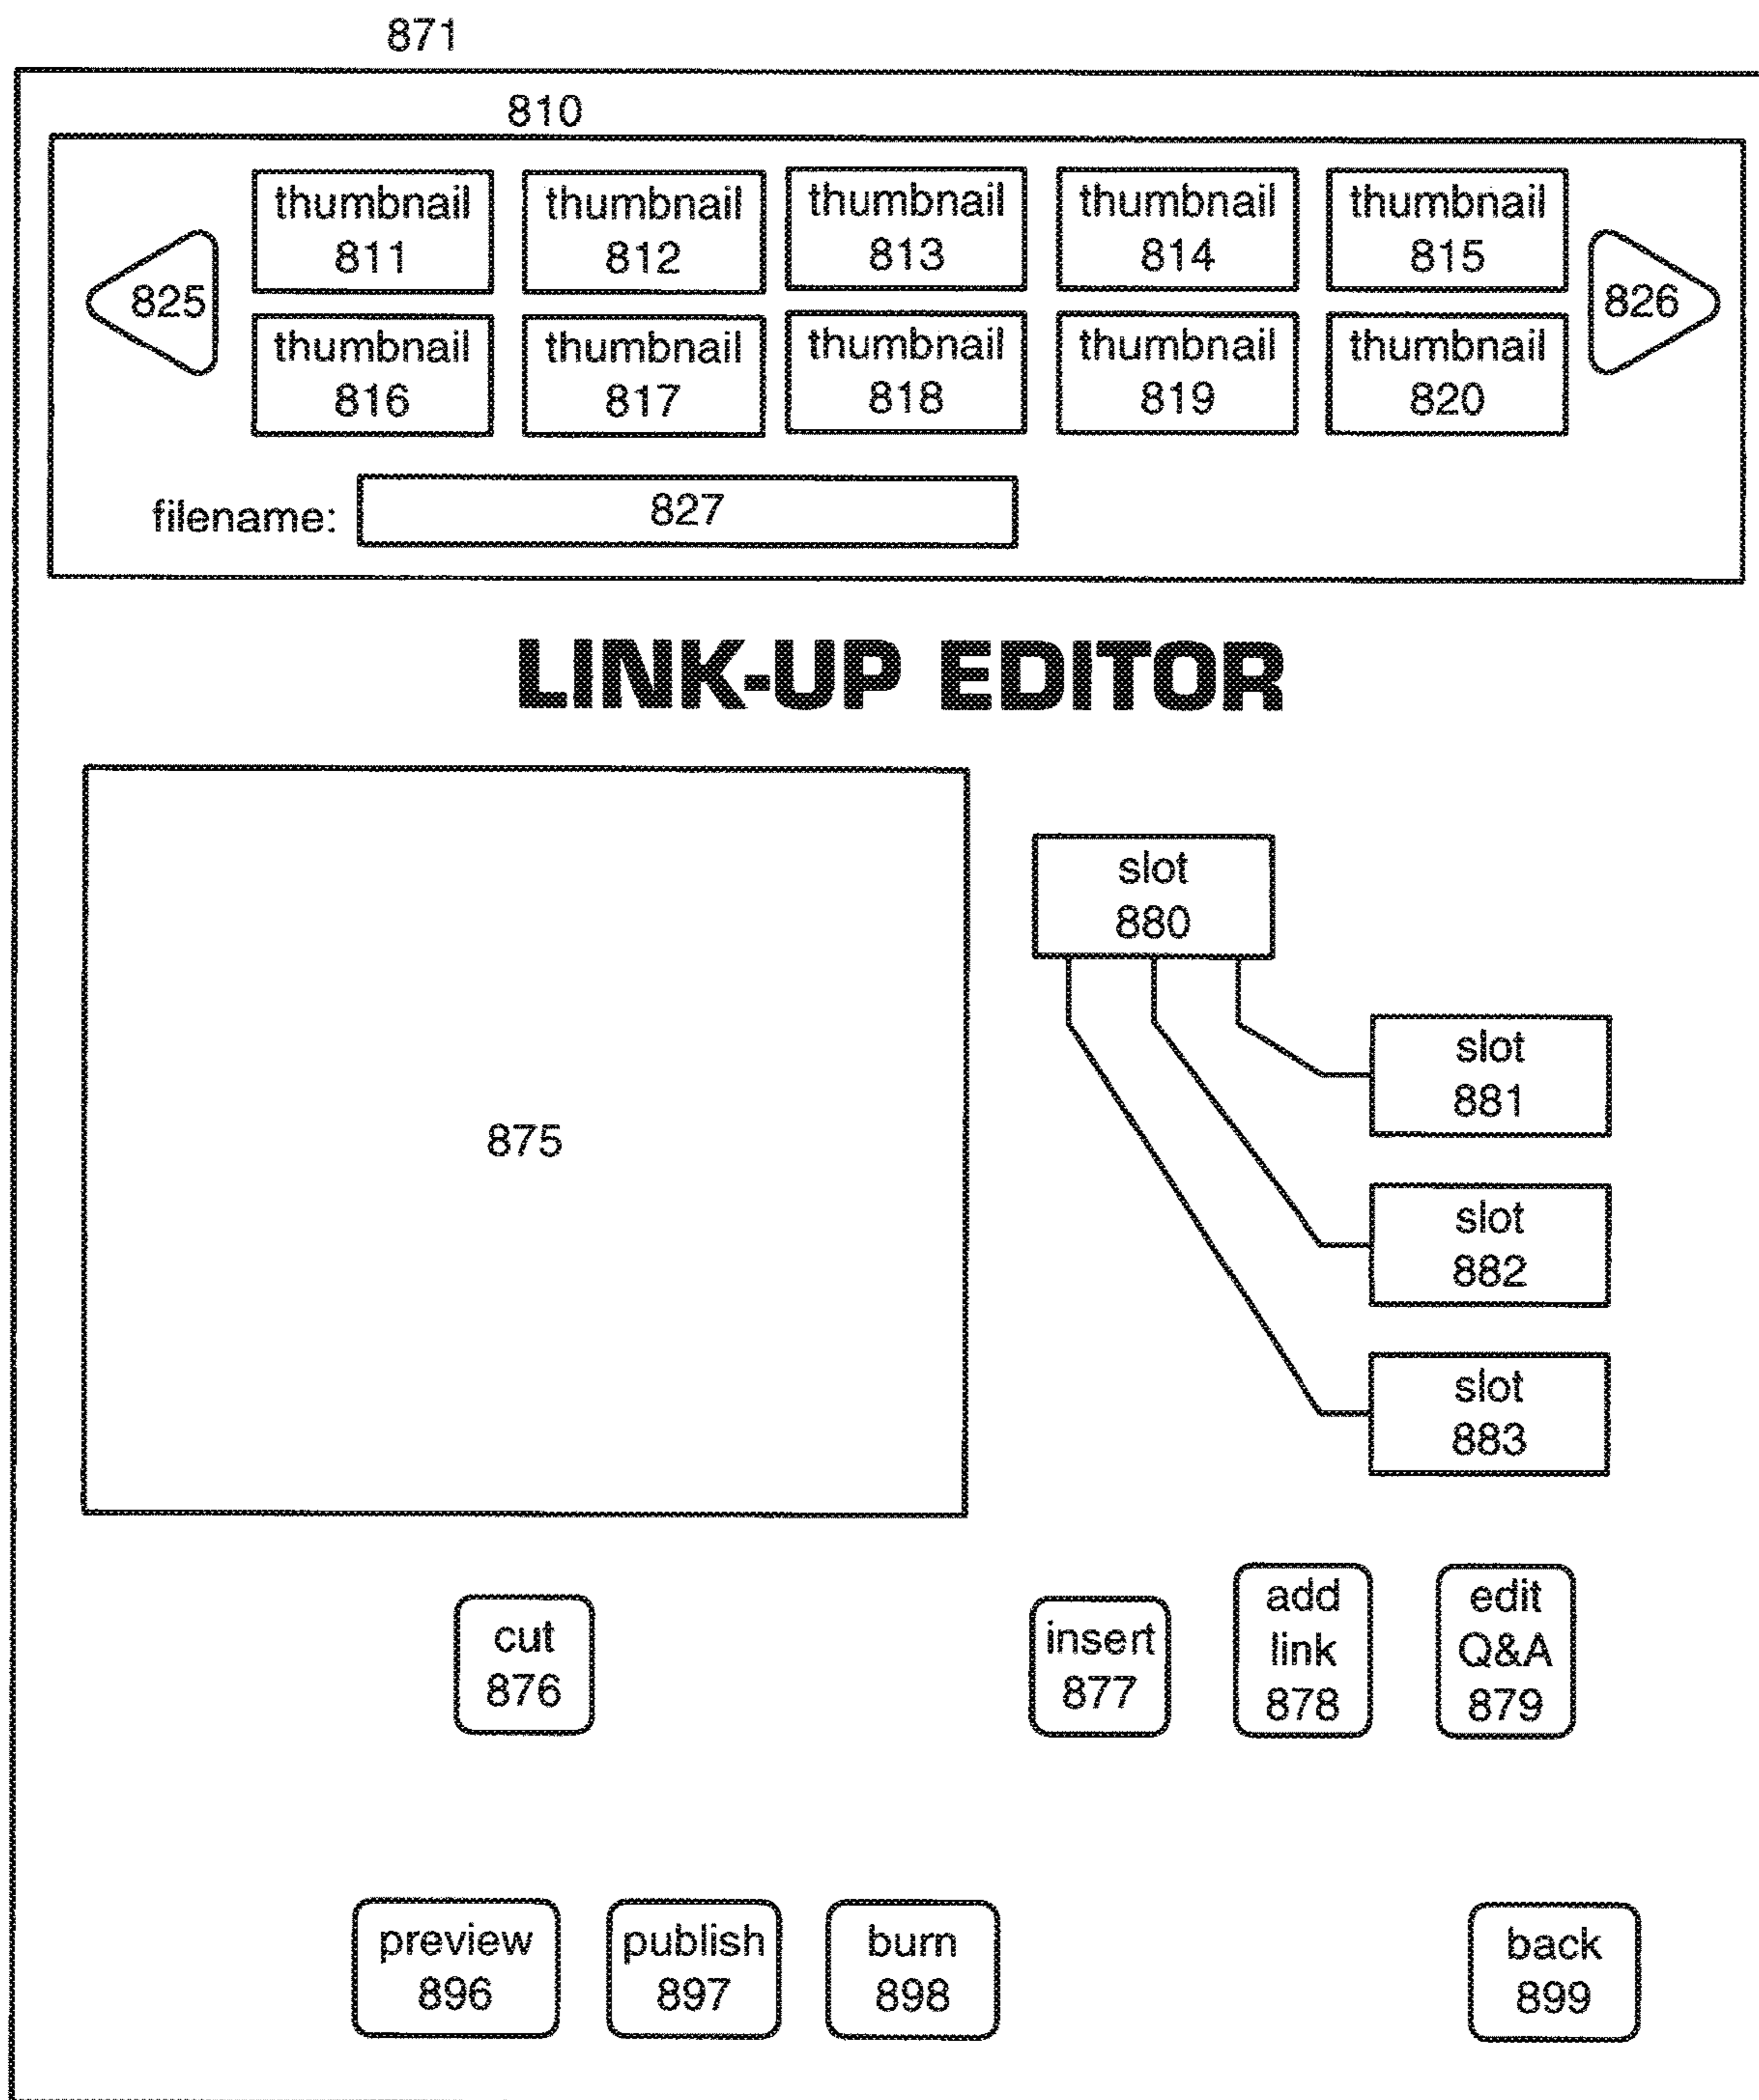 871
810
thumbnail 811
thumbnail 812
thumbnail 813
thumbnail 814
thumbnail 815
825
826
thumbnail 816
thumbnail 817
thumbnail 818
thumbnail 819
thumbnail 820
filename: 827
LINK-UP EDITOR
875
slot
880
slot
881
slot
882
slot
883
cut
876
insert
877
add
link
878
edit
Q&A
879
preview
896
publish
897
burn
898
back
899